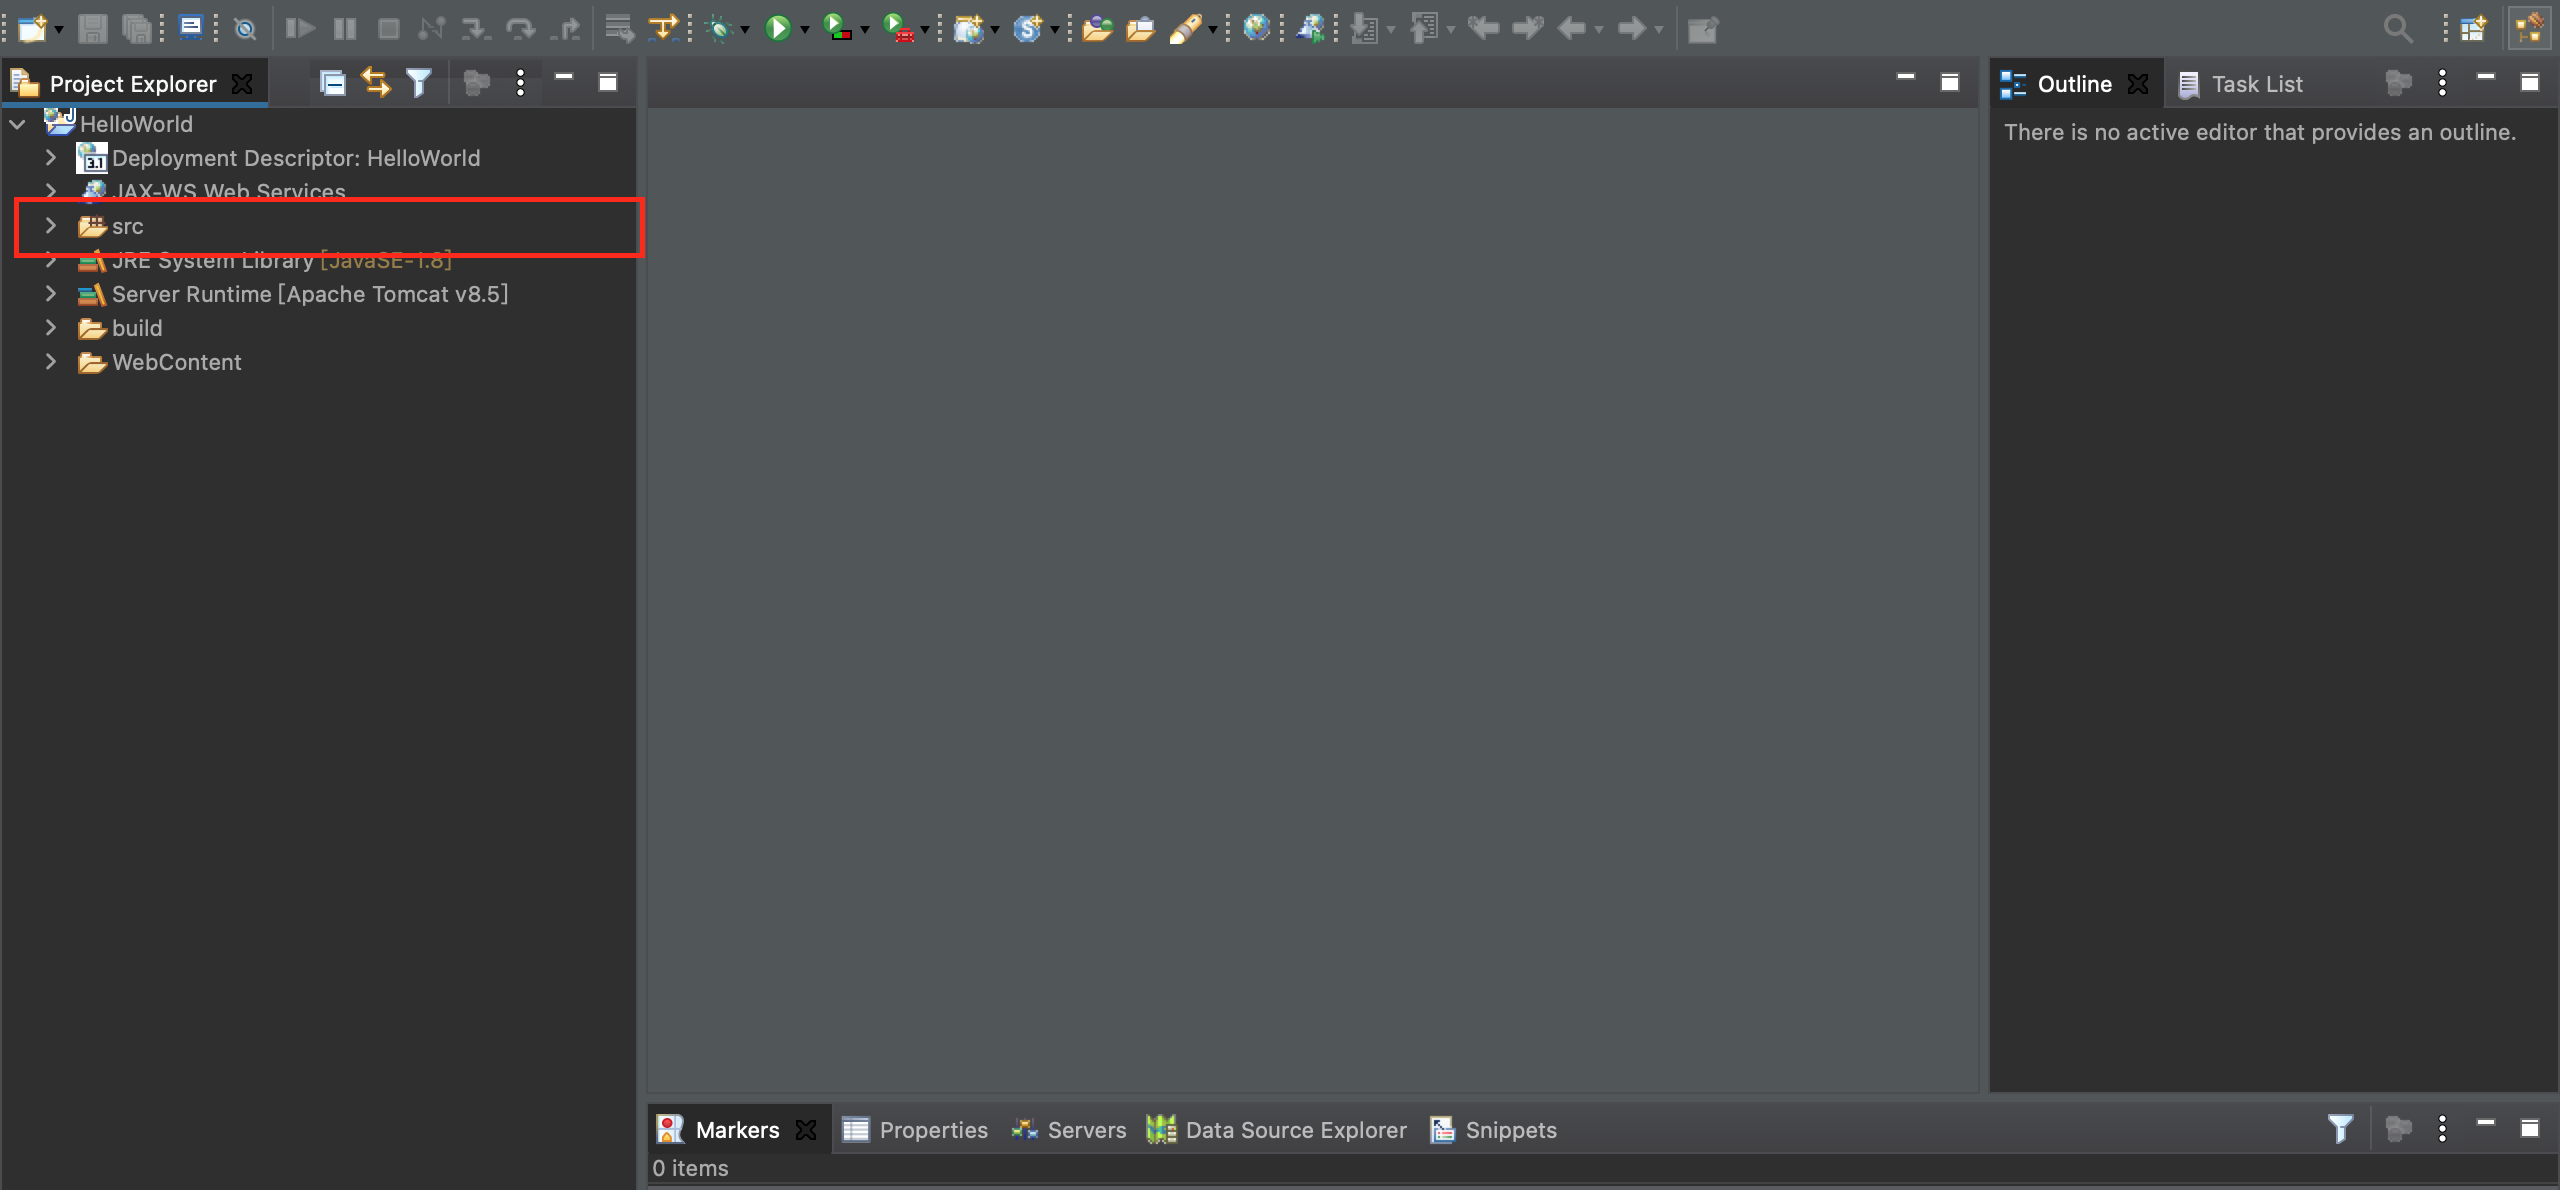 Project Explorer
HelloWorld
3.1 Deployment Descriptor: HelloWorld
JAX-WS Web Services
src
JRE System Library [JavaSE-1.8]
Server Runtime [Apache Tomcat v8.5]
build
WebContent
Outline
Task List
There is no active editor that provides an outline.
Markers
Properties
Servers
Data Source Explorer
Snippets
0 items